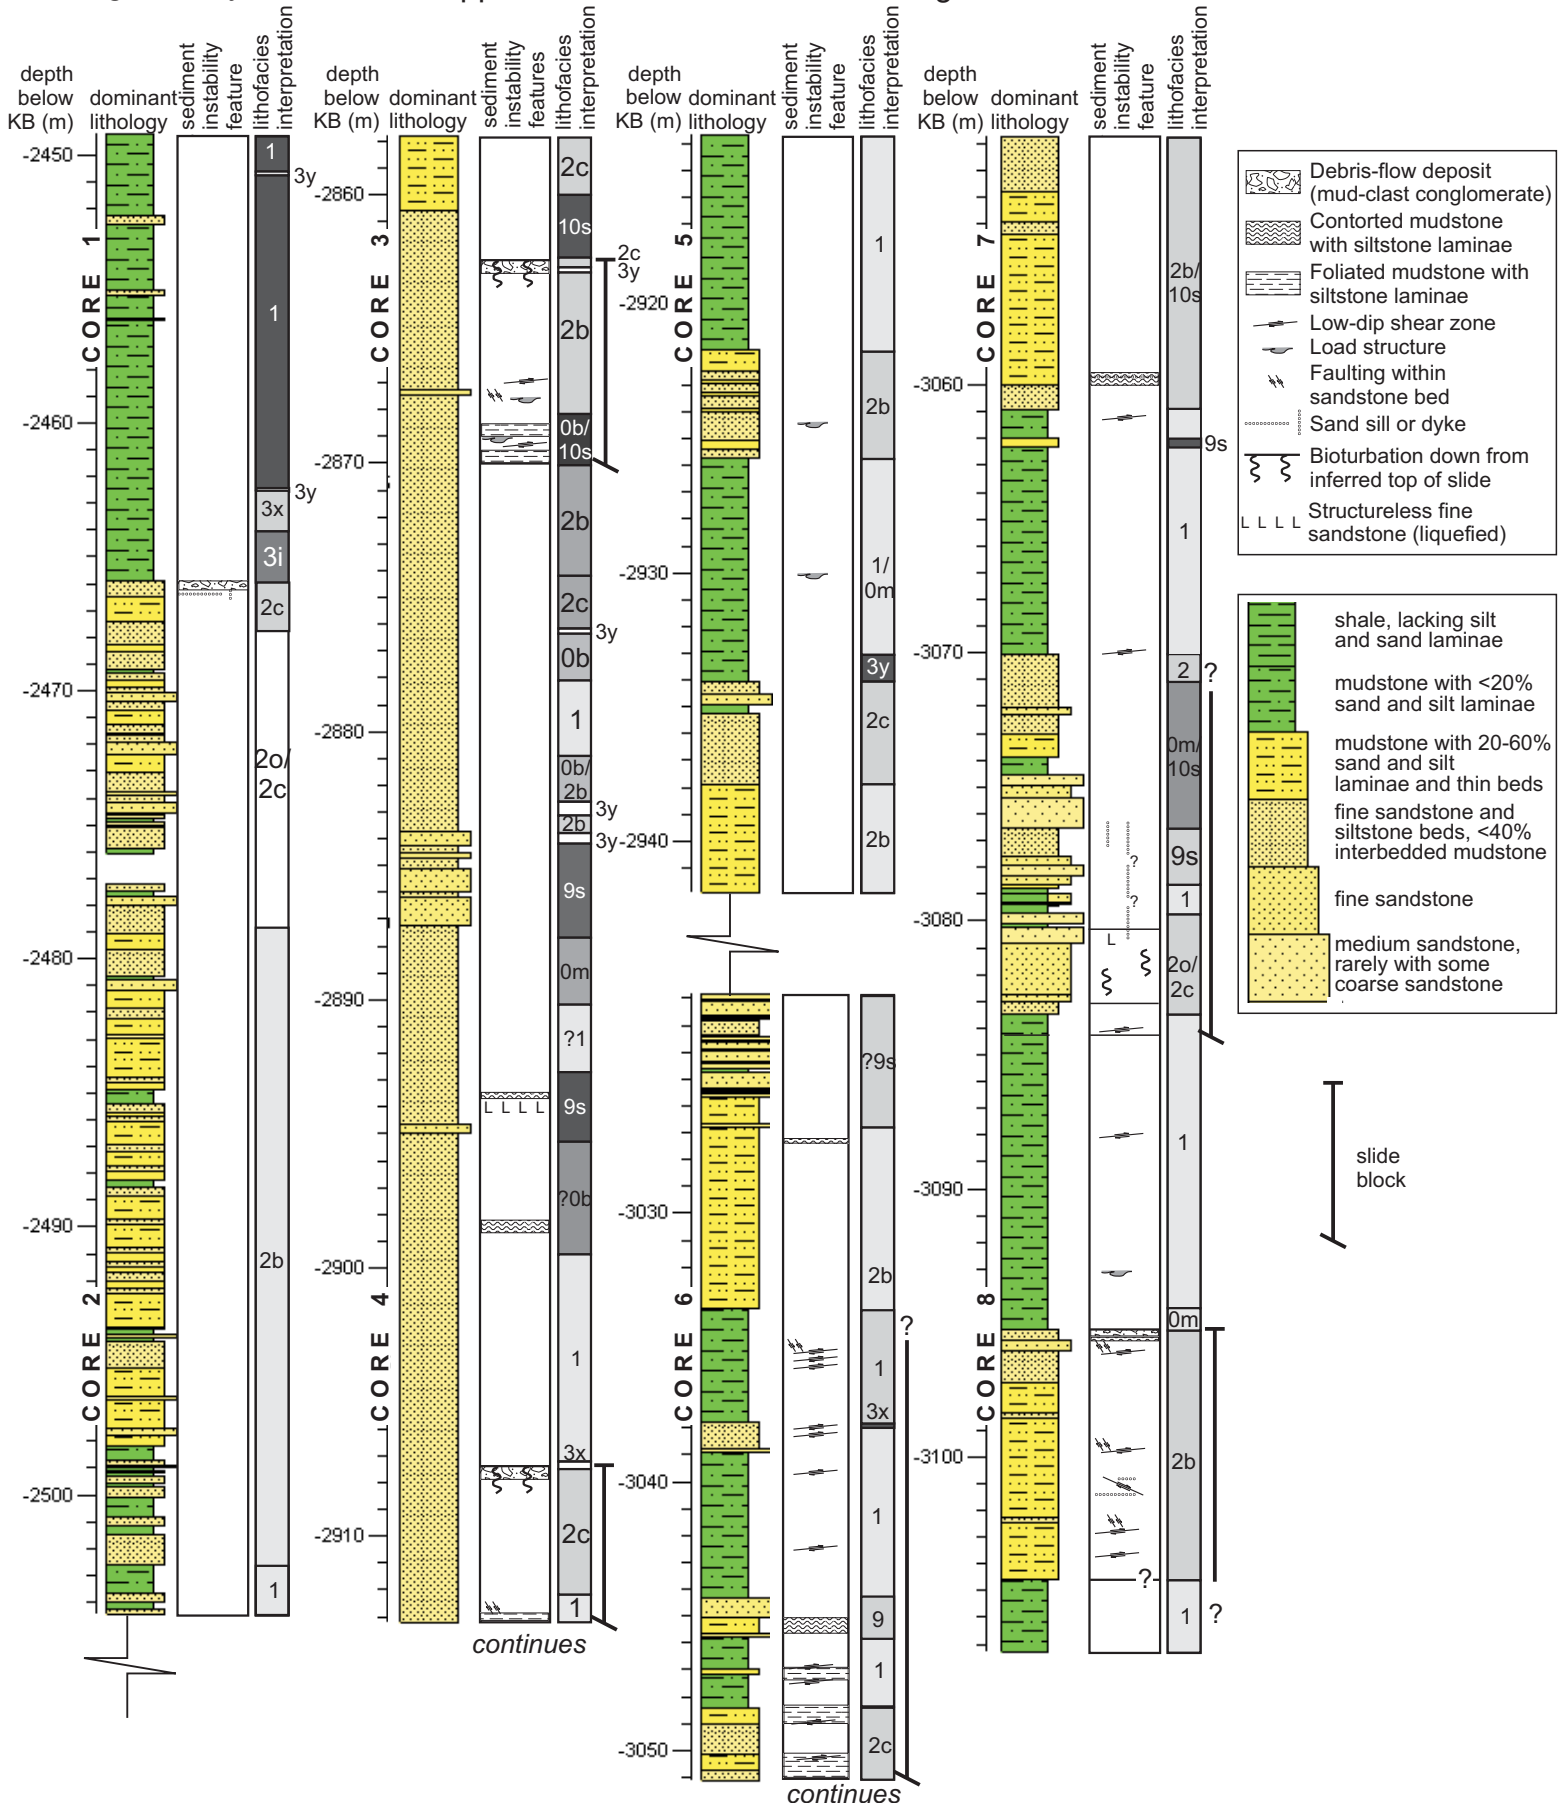 depth
below
KB (m)
dominant
lithology
sediment
instability
feature
lithofacies
interpretation
CORE 1
CORE 2
-2450
-2460
-2470
-2480
-2490
-2500
1
3y
1
3y
3x
3i
2c
2o/
2c
2b
1
depth
below
KB (m)
dominant
lithology
sediment
instability
features
lithofacies
interpretation
CORE 3
CORE 4
-2860
-2870
-2880
-2890
-2900
-2910
2c
10s
2c
3y
2b
0b/
10s
2b
2c
3y
0b
1
0b/
2b
3y
2b
3y
9s
0m
?1
9s
?0b
1
3x
2c
1
L L L L
continues
depth
below
KB (m)
dominant
lithology
sediment
instability
feature
lithofacies
interpretation
CORE 5
CORE 6
-2920
-2930
-2940
-3030
-3040
-3050
1
2b
1/
0m
3y
2c
2b
?9s
2b
?
1
3x
1
9
1
2c
continues
depth
below
KB (m)
dominant
lithology
sediment
instability
feature
lithofacies
interpretation
CORE 7
CORE 8
-3060
-3070
-3080
-3090
-3100
2b/
10s
9s
1
2 ?
0m/
10s
?
9s
?
1
L
2o/
2c
1
0m
2b
?
1 ?
Debris-flow deposit
(mud-clast conglomerate)
Contorted mudstone
with siltstone laminae
Foliated mudstone with
siltstone laminae
Low-dip shear zone
Load structure
Faulting within
sandstone bed
Sand sill or dyke
Bioturbation down from
inferred top of slide
L L L L
Structureless fine
sandstone (liquefied)
shale, lacking silt
and sand laminae
mudstone with <20%
sand and silt laminae
mudstone with 20-60%
sand and silt
laminae and thin beds
fine sandstone and
siltstone beds, <40%
interbedded mudstone
fine sandstone
medium sandstone,
rarely with some
coarse sandstone
slide
block